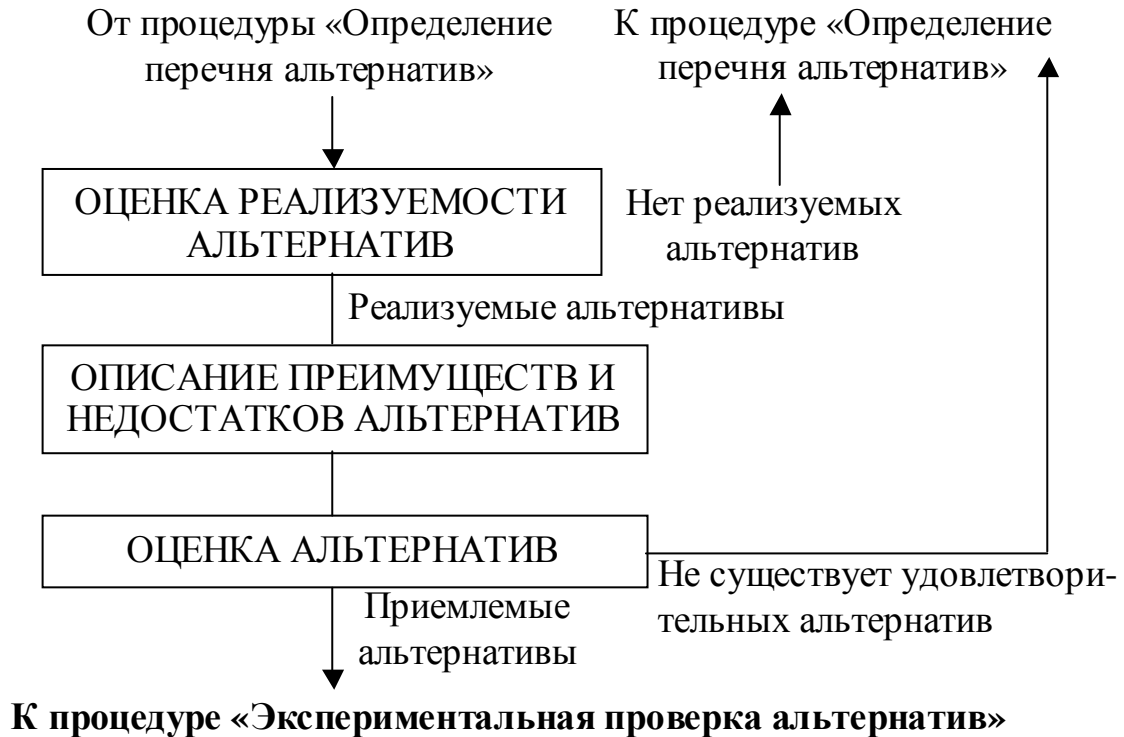 От процедуры «Определение
перечня альтернатив»
К процедуре «Определение
перечня альтернатив»
ОЦЕНКА РЕАЛИЗУЕМОСТИ
АЛЬТЕРНАТИВ
Нет реализуемых
альтернатив
Реализуемые альтернативы
ОПИСАНИЕ ПРЕИМУЩЕСТВ И
НЕДОСТАТКОВ АЛЬТЕРНАТИВ
ОЦЕНКА АЛЬТЕРНАТИВ
Не существует удовлетвори-
тельных альтернатив
Приемлемые
альтернативы
К процедуре «Экспериментальная проверка альтернатив»